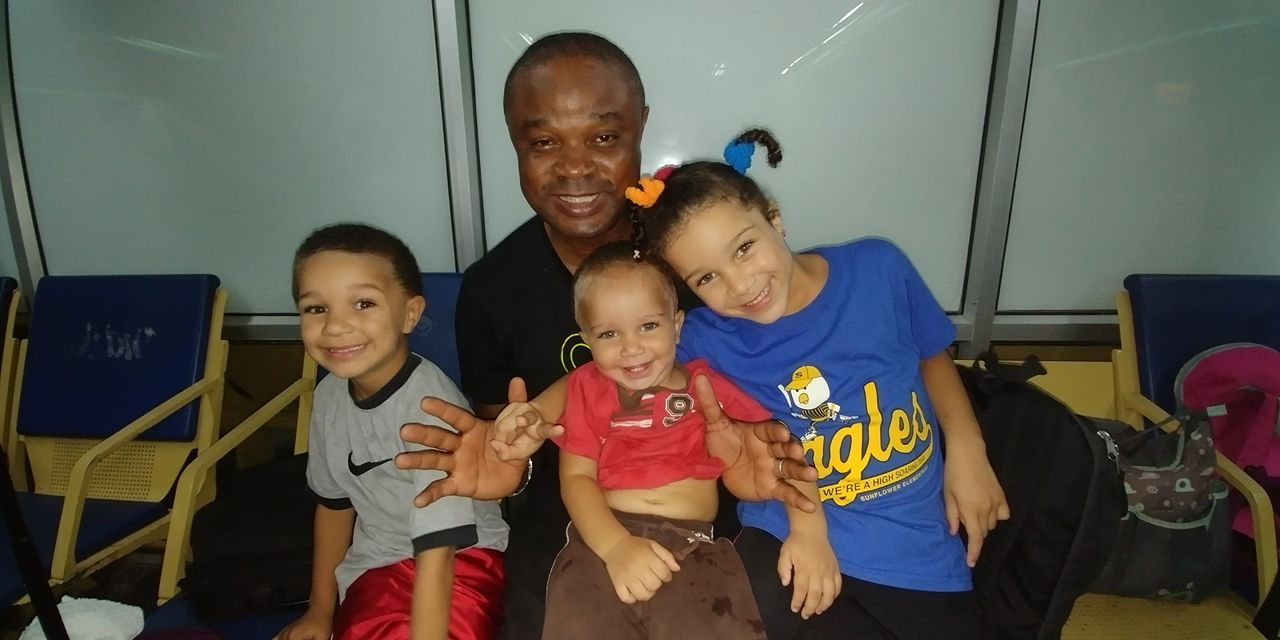 S
Eagles
WE'RE A HIGH SOARING
SUNFLOWER ELEM
9